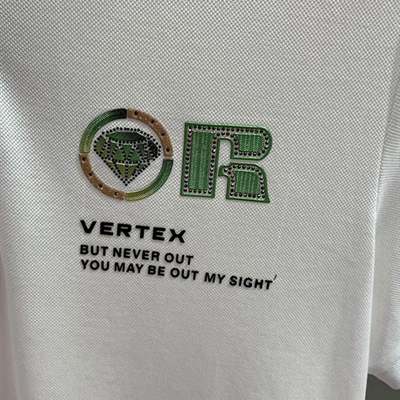 R
VERTEX
BUT NEVER OUT
YOU MAY BE OUT MY SIGHT'